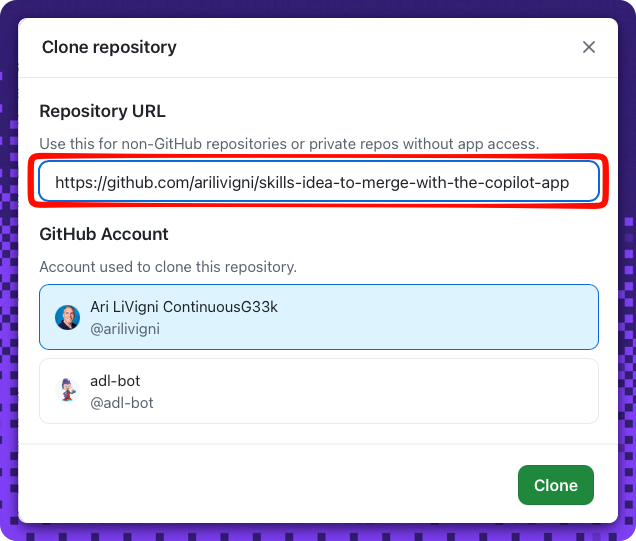 Clone repository
Repository URL
Use this for non-GitHub repositories or private repos without app access.
https://github.com/arilivigni/skills-idea-to-merge-with-the-copilot-app
GitHub Account
Account used to clone this repository.
Ari LiVigni ContinuousG33k
@arilivigni
adl-bot
@adl-bot
Clone